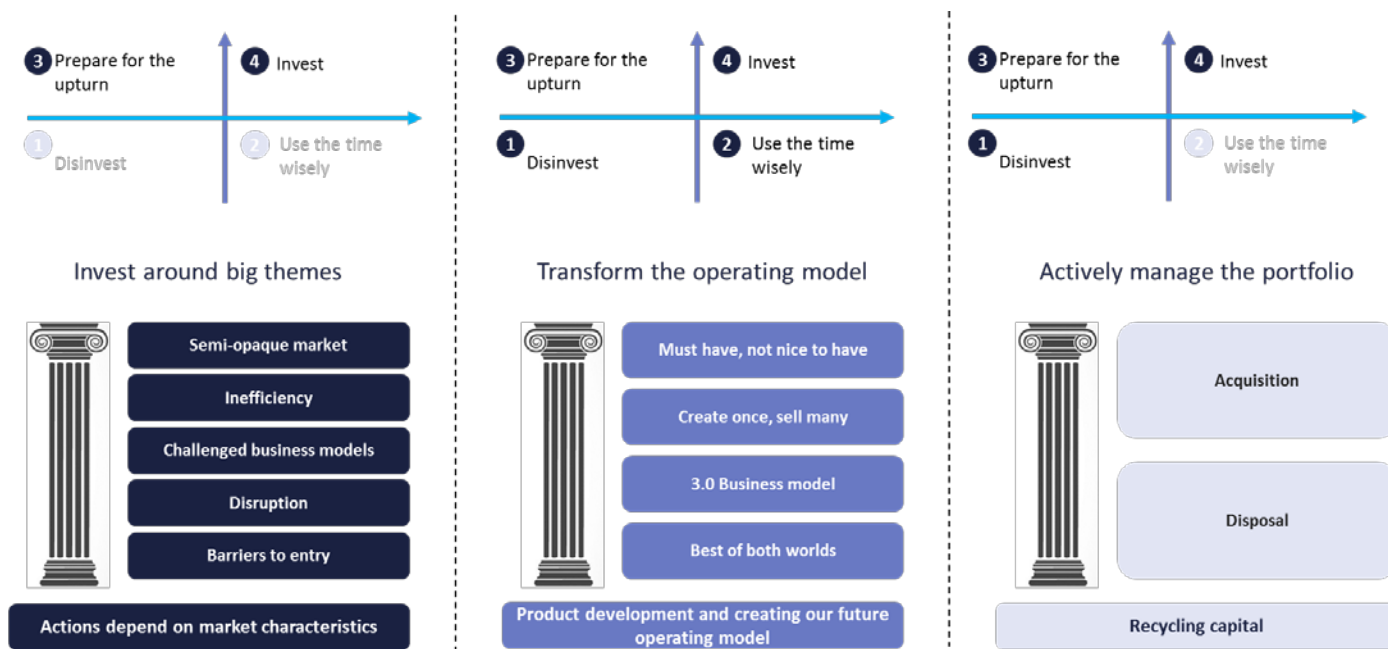 3 Prepare for the
upturn
4 Invest
1
Disinvest
2 Use the time
wisely
Invest around big themes
Semi-opaque market
Inefficiency
Challenged business models
Disruption
Barriers to entry
Actions depend on market characteristics
3 Prepare for the
upturn
4 Invest
1
Disinvest
2 Use the time
wisely
Transform the operating model
Must have, not nice to have
Create once, sell many
3.0 Business model
Best of both worlds
Product development and creating our future
operating model
3 Prepare for the
upturn
4 Invest
1
Disinvest
2 Use the time
wisely
Actively manage the portfolio
Acquisition
Disposal
Recycling capital